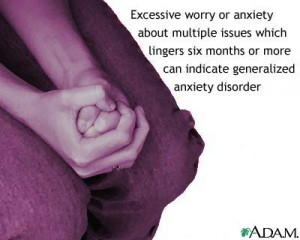 Excessive worry or anxiety
about multiple issues which
lingers six months or more
can indicate generalized
anxiety disorder
A.D.A.M.